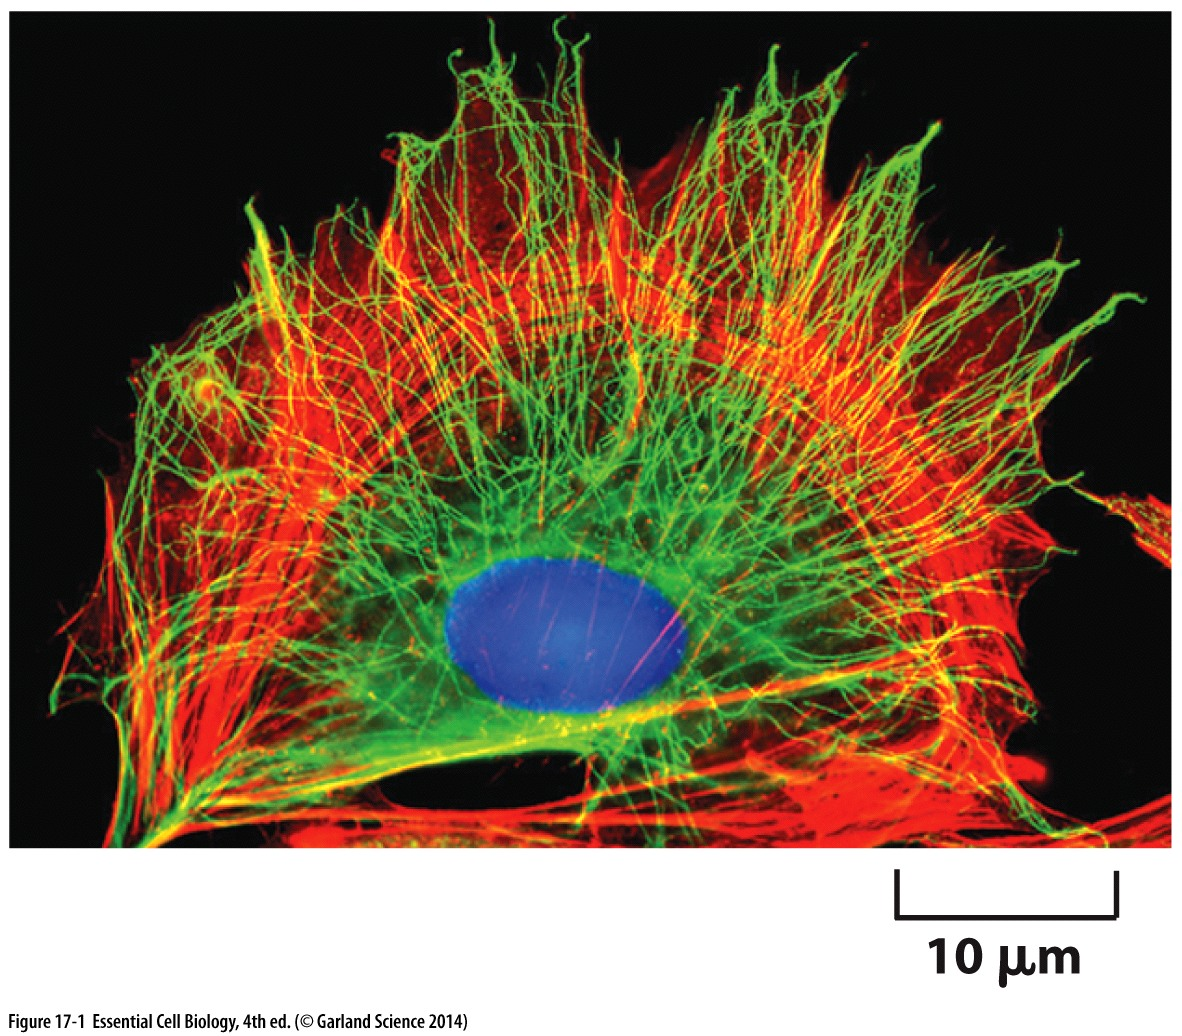 10 μm
Figure 17-1 Essential Cell Biology, 4th ed. (© Garland Science 2014)